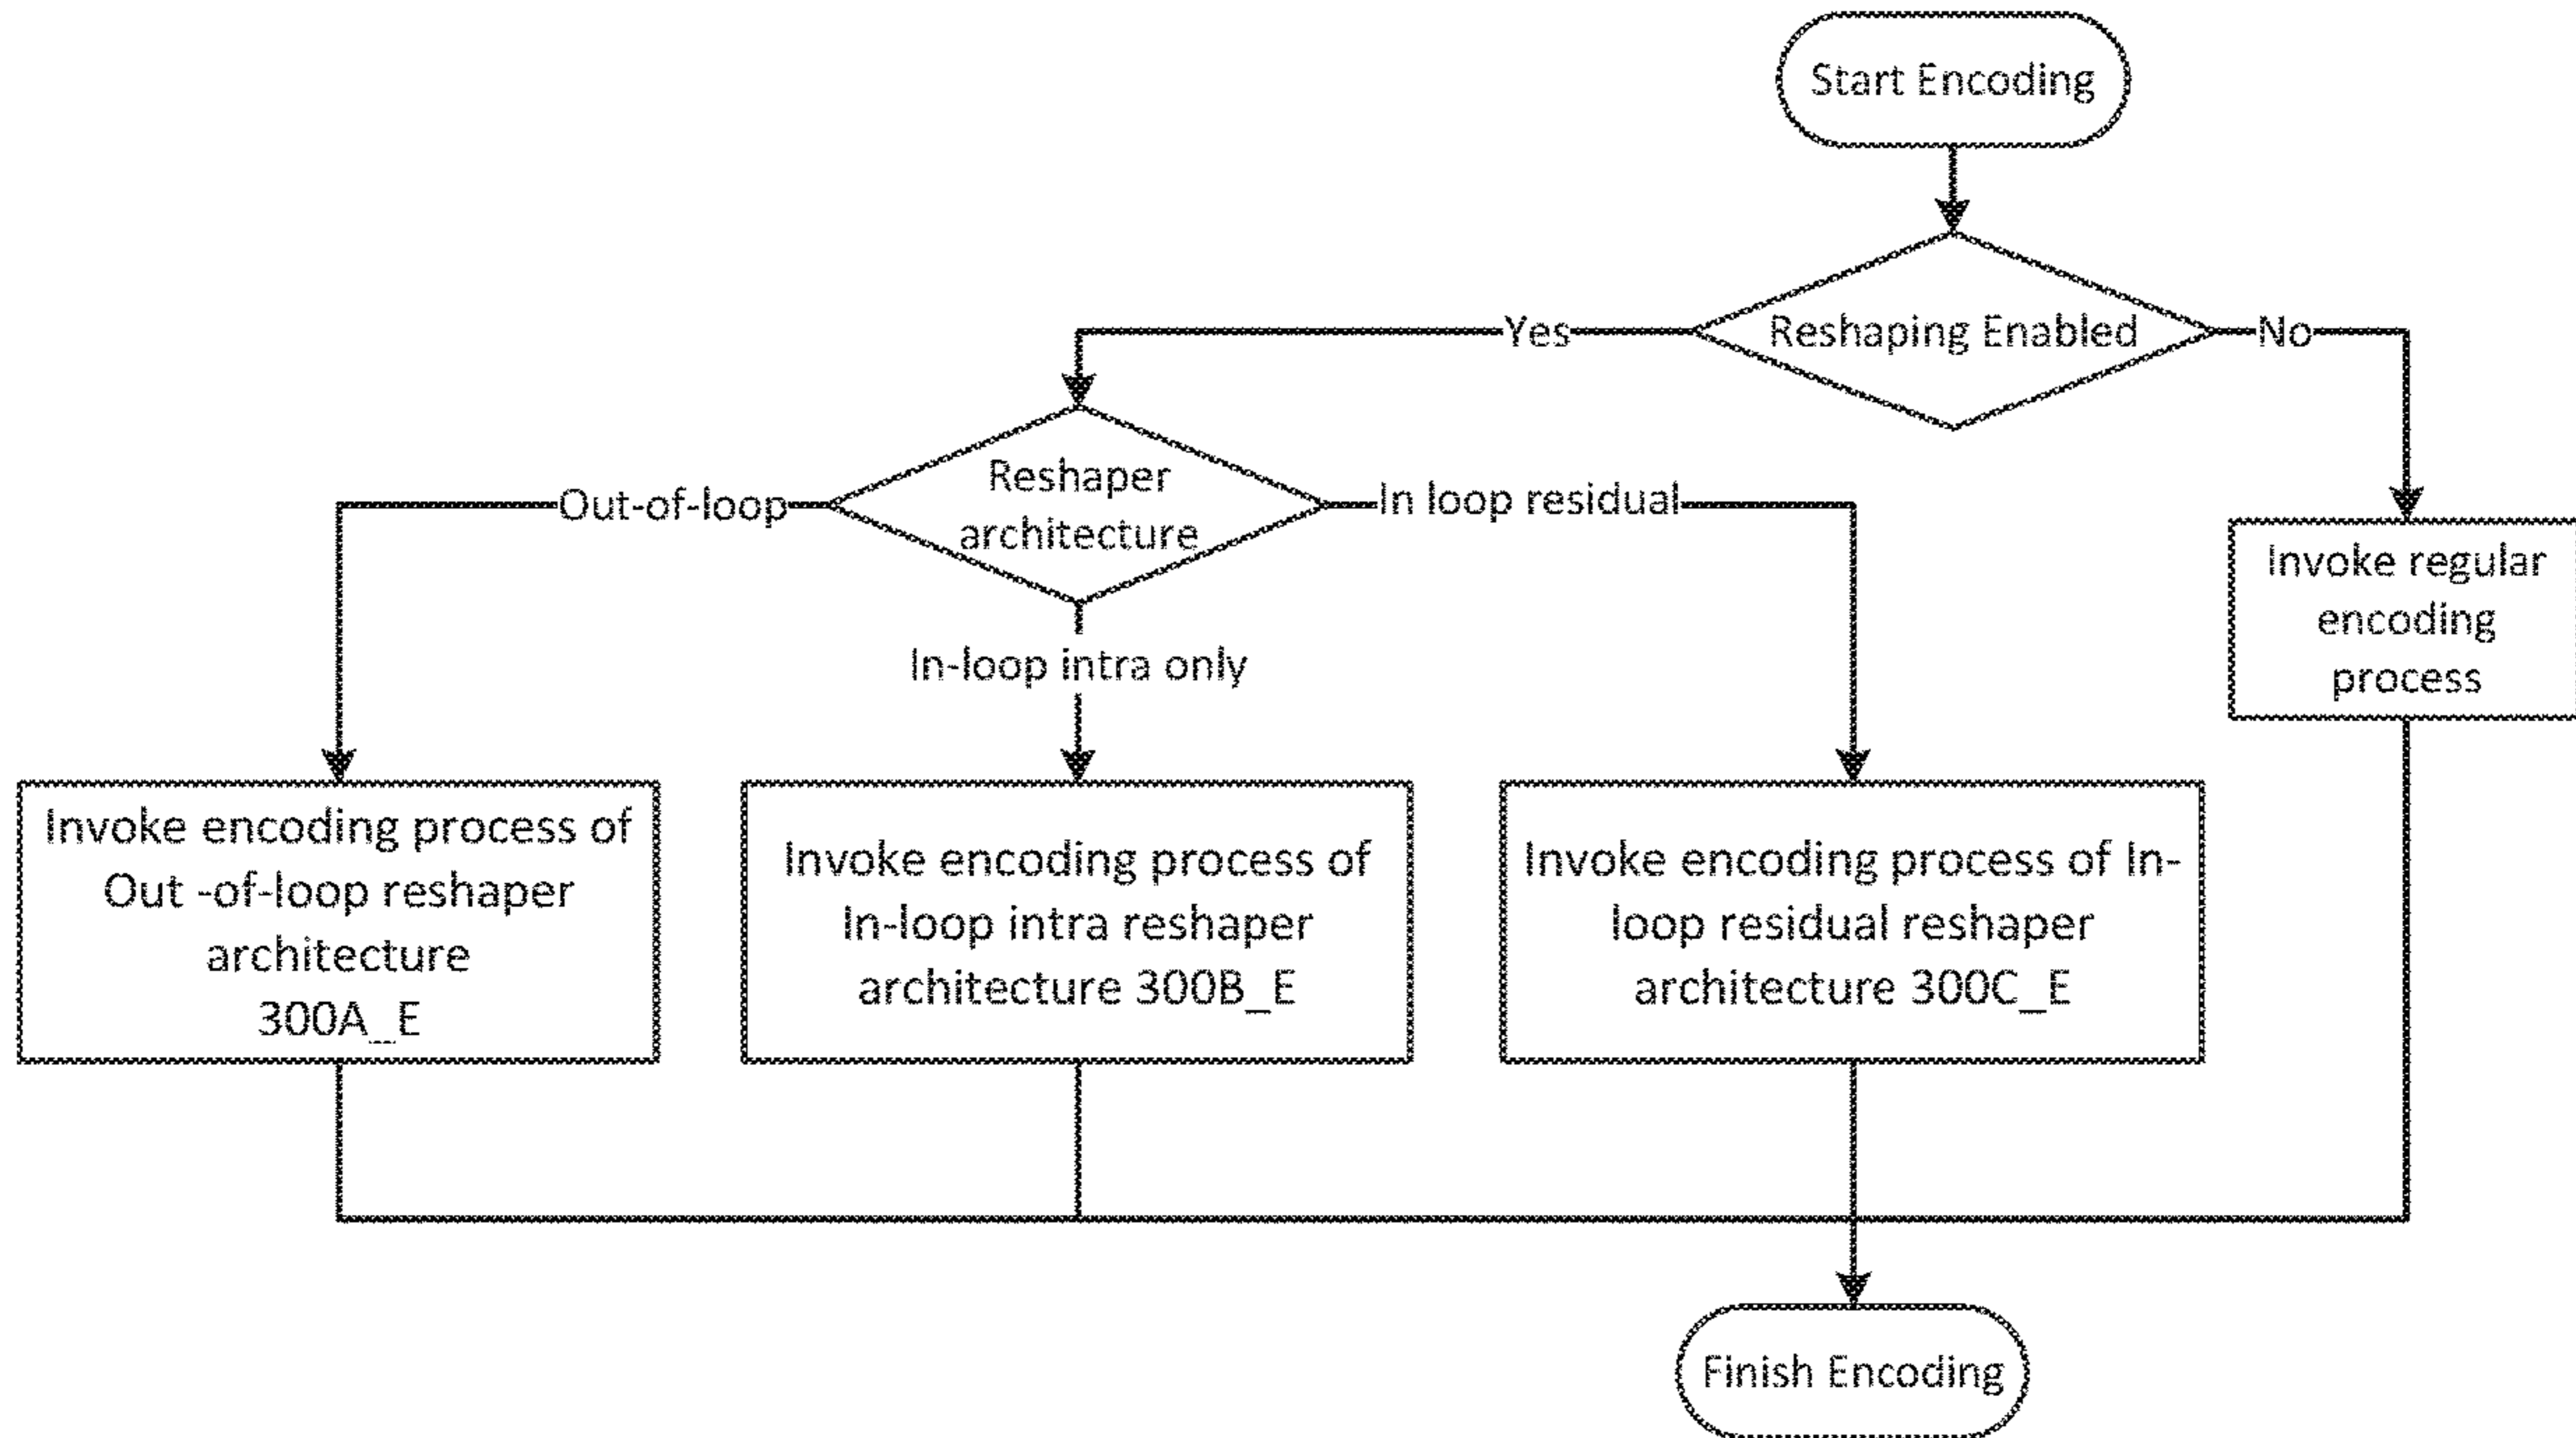 Start Encoding
Yes
Reshaping Enabled
No
Reshaper
architecture
Out-of-loop
In loop residual
In-loop intra only
Invoke regular
encoding
process
Invoke encoding process of
Out -of-loop reshaper
architecture
300A_E
Invoke encoding process of
In-loop intra reshaper
architecture 300B_E
Invoke encoding process of In-
loop residual reshaper
architecture 300C_E
Finish Encoding